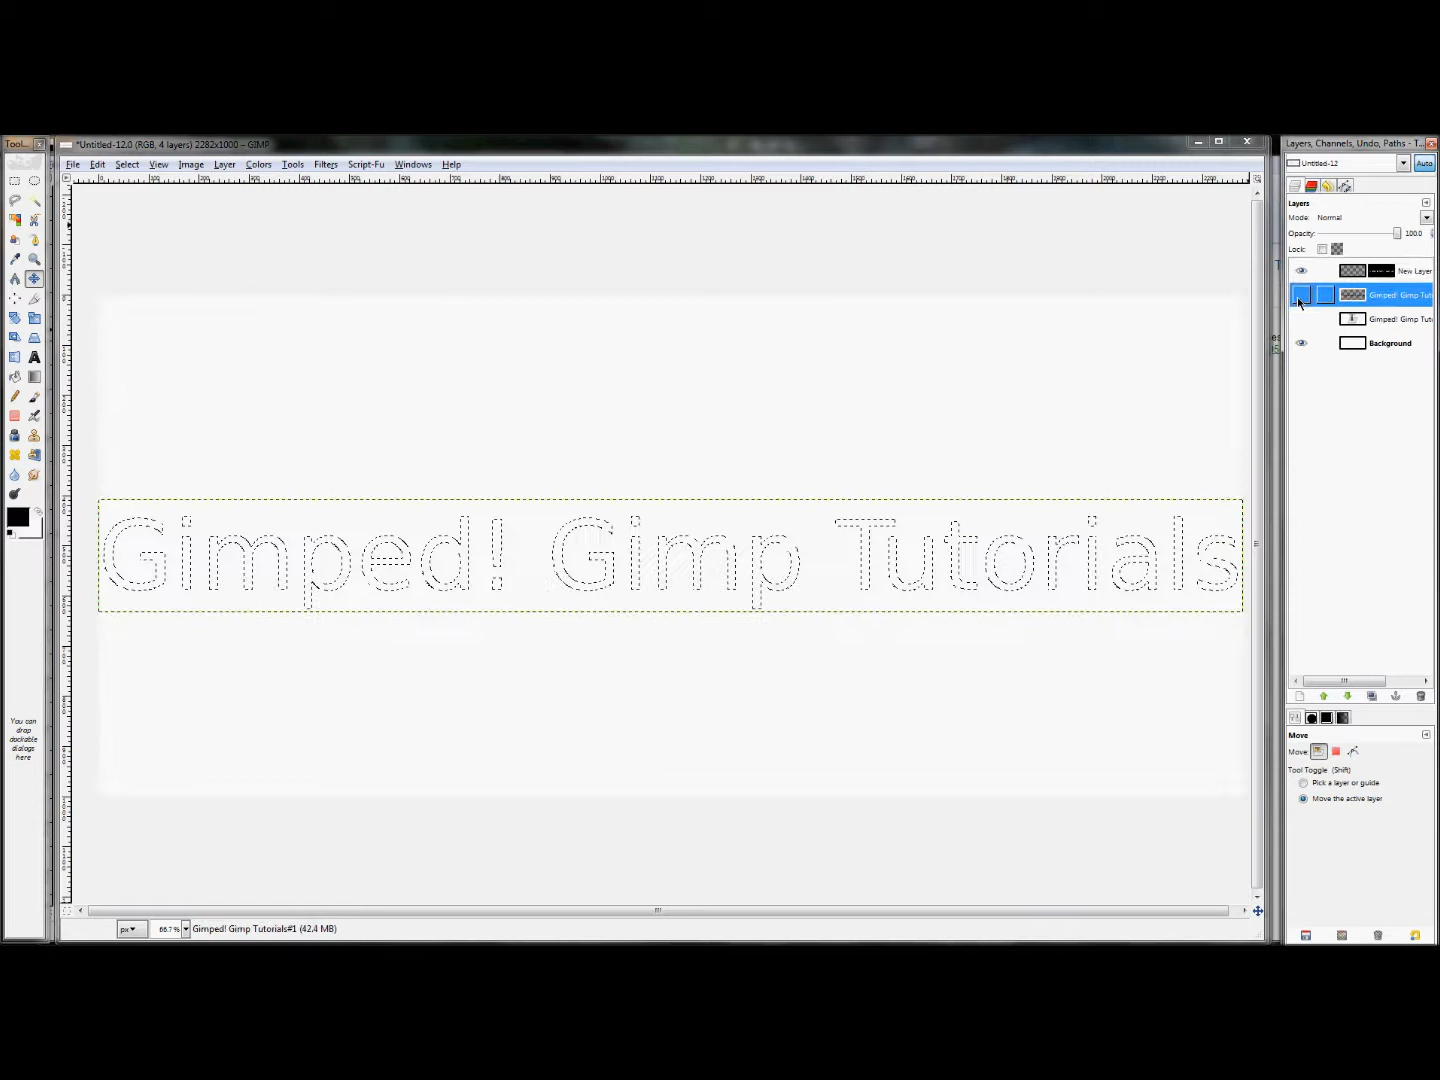 Tool...
*Untitled-12.0 (RGB, 4 layers) 2282x1000 – GIMP
Layers, Channels, Undo, Paths - T...
File Edit Select View Image Layer Colors Tools Filters Script-Fu Windows Help
Untitled-12
Auto
Layers
Mode: Normal
Opacity: 100.0
Lock:
New Layer
Gimped! Gimp Tut
Gimped! Gimp Tut
Background
Gimped! Gimp Tutorials
You can
drop
dockable
dialogs
here
Move
Move:
Tool Toggle (Shift)
Pick a layer or guide
Move the active layer
px
66.7%
Gimped! Gimp Tutorials#1 (42.4 MB)